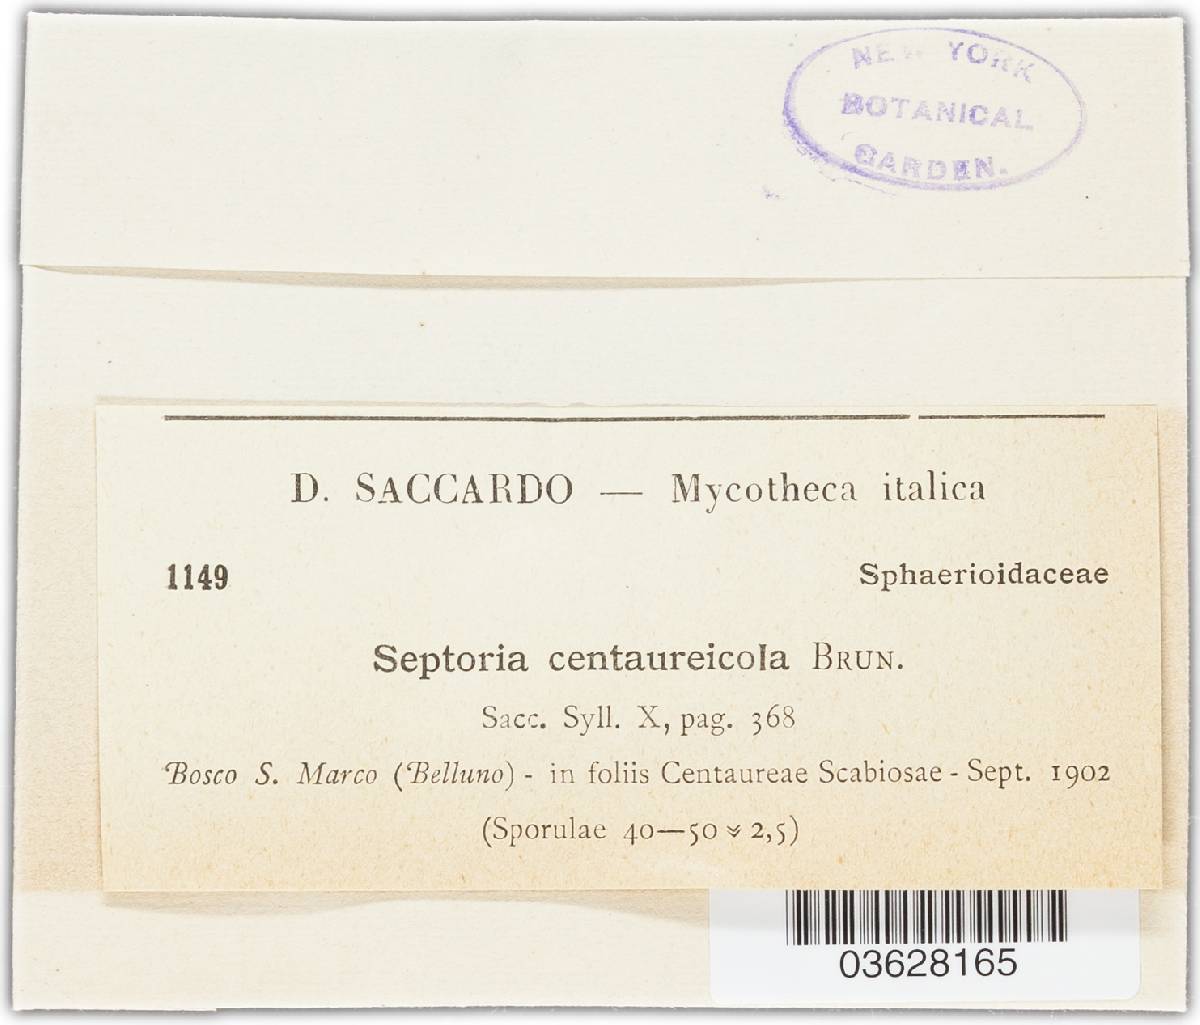 NEW YORK
BOTANICAL
GARDEN.
D. SACCARDO — Mycotheca italica
1149 Sphaerioidaceae
Septoria centaureicola BRUN.
Sacc. Syll. X, pag. 368
Bosco S. Marco (Belluno) - in foliis Centaureae Scabiosae - Sept. 1902
(Sporulae 40—50 × 2,5)
03628165